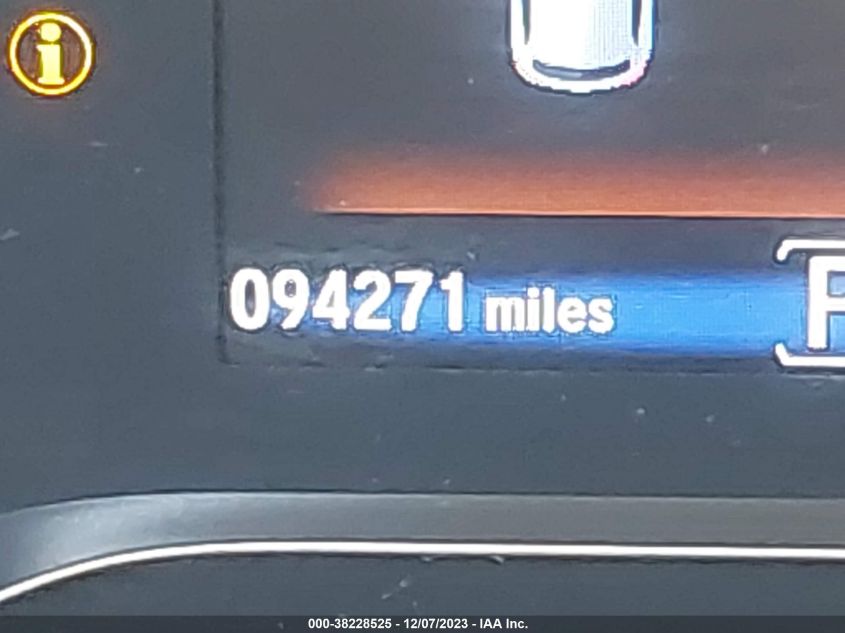 i
094271 miles
P
000-38228525 - 12/07/2023 - IAA Inc.